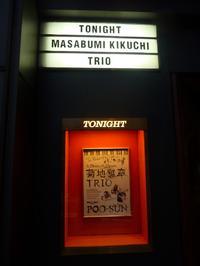 TONIGHT
MASABUMI KIKUCHI
TRIO
TONIGHT
菊地雅章
TRIO
POO-SUN